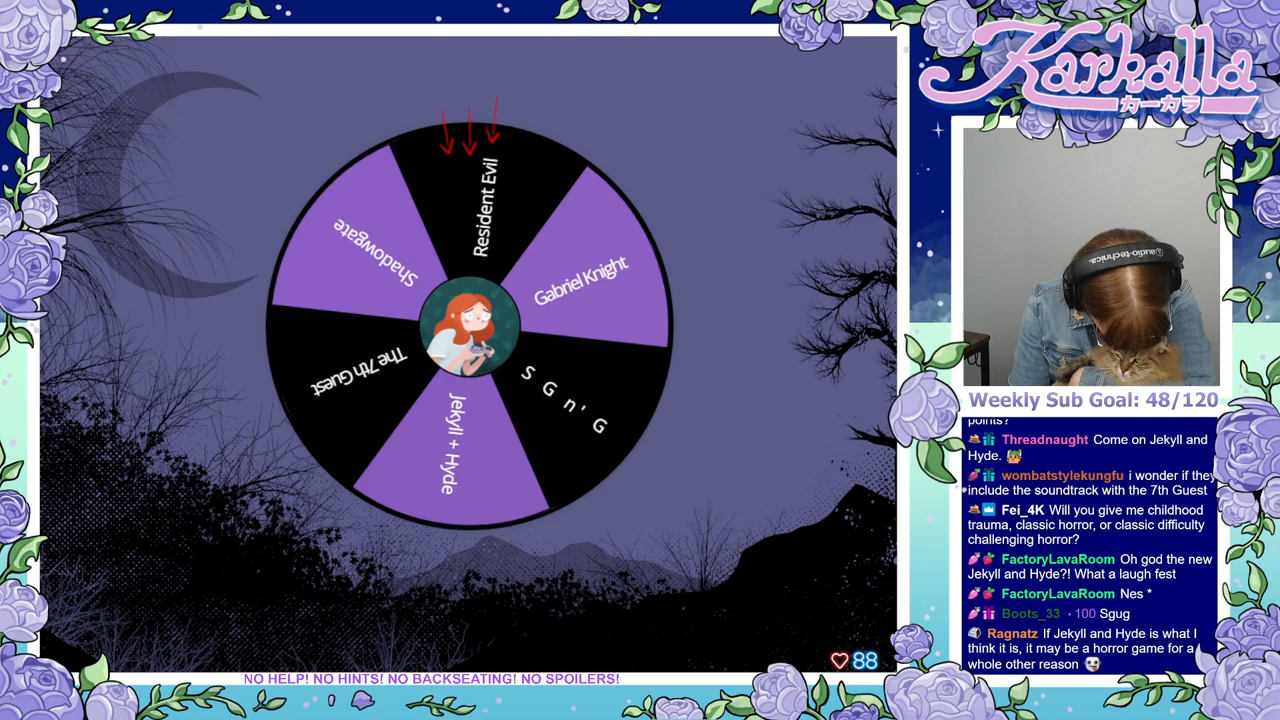 Karkalla
カーカラ
Resident Evil
Shadowgate
Gabriel Knight
The 7th Guest
S G n' G
Jekyll + Hyde
audio-technica.
Weekly Sub Goal: 48/120
points?
Threadnaught Come on Jekyll and
Hyde.
wombatstylekungfu i wonder if they
include the soundtrack with the 7th Guest
Fei_4K Will you give me childhood
trauma, classic horror, or classic difficulty
challenging horror?
FactoryLavaRoom Oh god the new
Jekyll and Hyde?! What a laugh fest
FactoryLavaRoom Nes *
Boots_33 · 100 Sgug
Ragnatz If Jekyll and Hyde is what I
think it is, it may be a horror game for a
whole other reason
88
NO HELP! NO HINTS! NO BACKSEATING! NO SPOILERS!